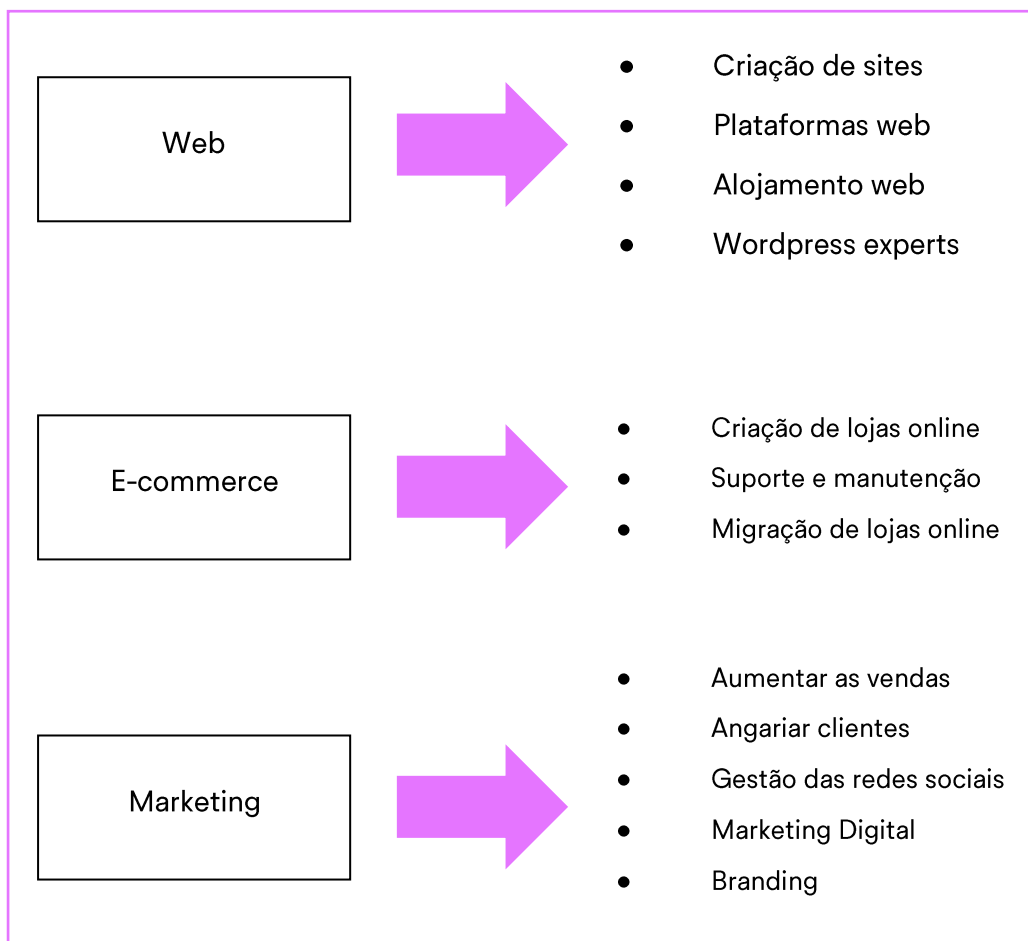 Web
• Criação de sites
• Plataformas web
• Alojamento web
• Wordpress experts
E-commerce
• Criação de lojas online
• Suporte e manutenção
• Migração de lojas online
Marketing
• Aumentar as vendas
• Angariar clientes
• Gestão das redes sociais
• Marketing Digital
• Branding